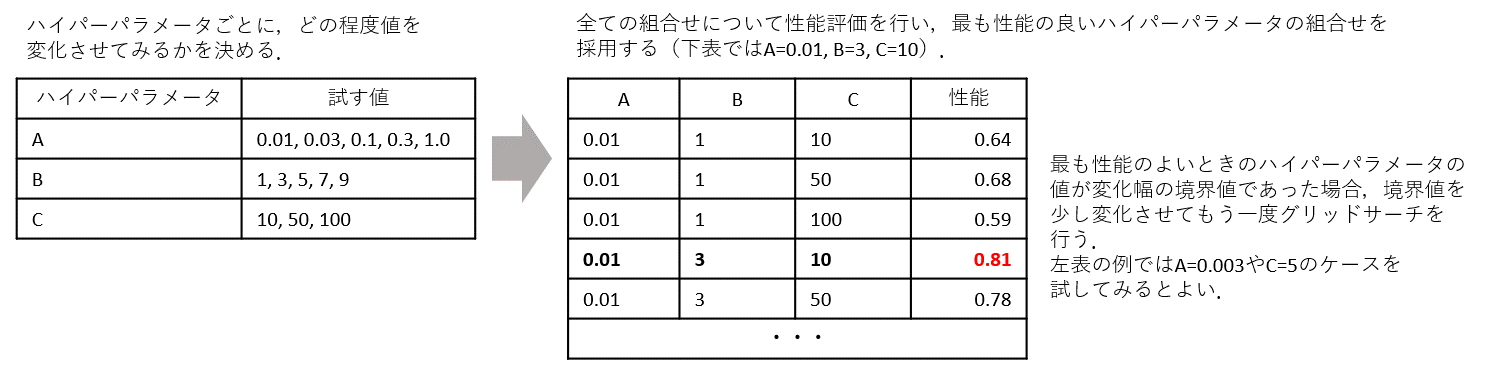 ハイパーパラメータごとに，どの程度値を
変化させてみるかを決める．
ハイパーパラメータ 試す値
A 0.01, 0.03, 0.1, 0.3, 1.0
B 1, 3, 5, 7, 9
C 10, 50, 100
全ての組合せについて性能評価を行い，最も性能の良いハイパーパラメータの組合せを
採用する（下表ではA=0.01, B=3, C=10）．
A B C 性能
0.01 1 10 0.64
0.01 1 50 0.68
0.01 1 100 0.59
0.01 3 10 0.81
0.01 3 50 0.78
・・・
最も性能のよいときのハイパーパラメータの
値が変化幅の境界値であった場合，境界値を
少し変化させてもう一度グリッドサーチを
行う．
左表の例ではA=0.003やC=5のケースを
試してみるとよい．